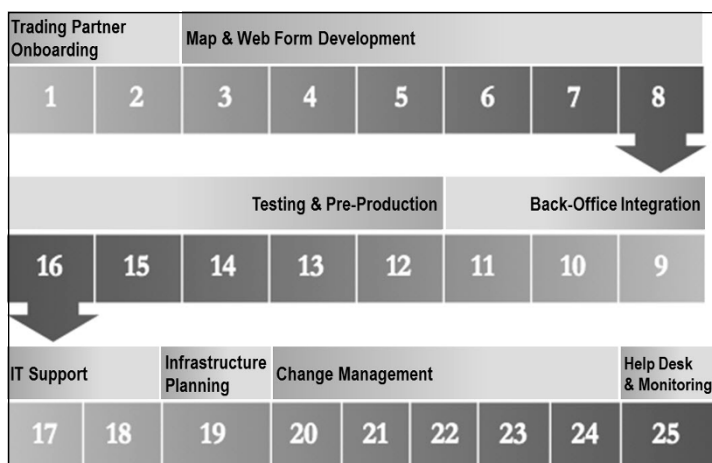 Trading Partner
Onboarding
Map & Web Form Development
1 2 3 4 5 6 7 8
Testing & Pre-Production
Back-Office Integration
16 15 14 13 12 11 10 9
IT Support
Infrastructure
Planning
Change Management
Help Desk
& Monitoring
17 18 19 20 21 22 23 24 25